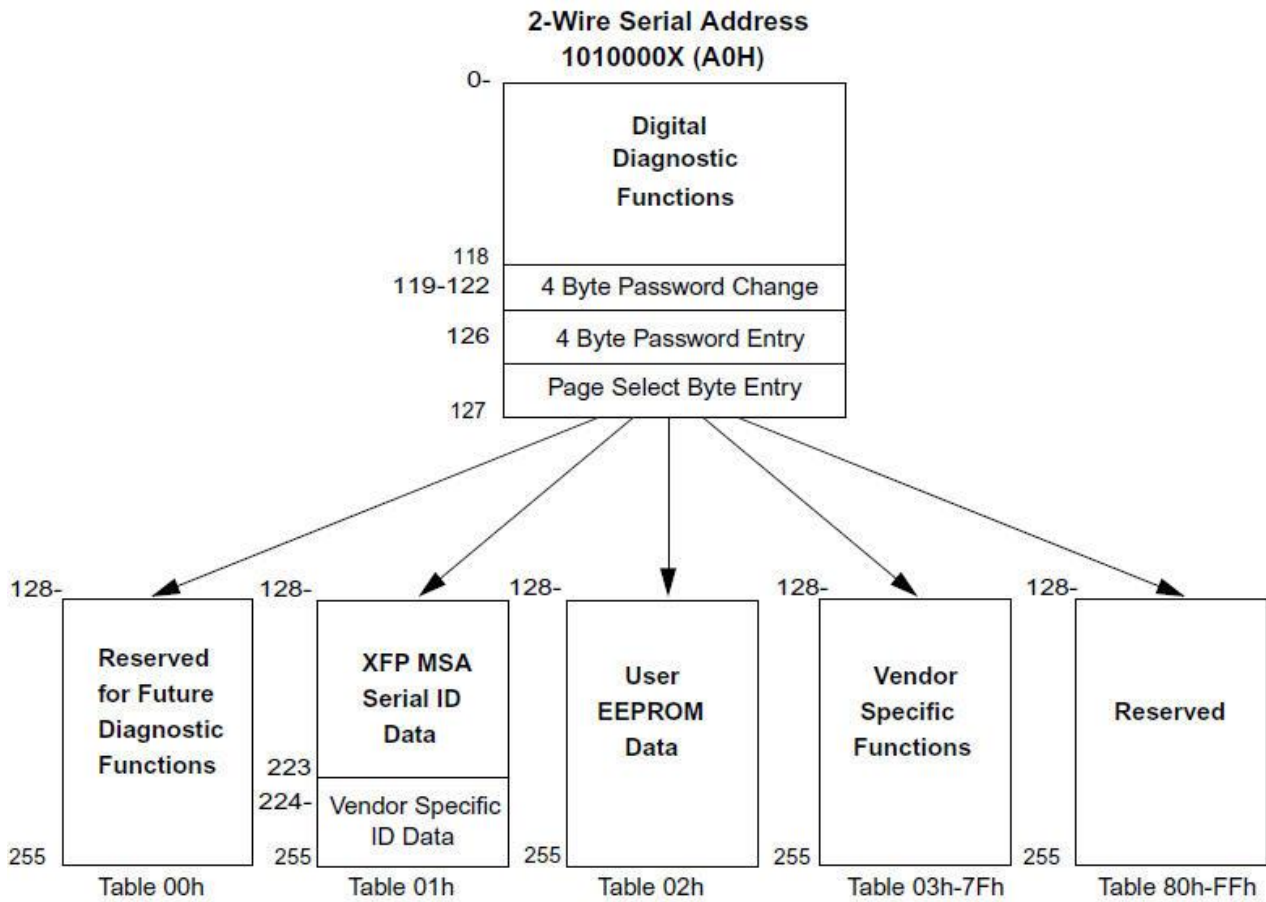 2-Wire Serial Address
1010000X (A0H)
0-
Digital
Diagnostic
Functions
118
119-122
4 Byte Password Change
126
4 Byte Password Entry
Page Select Byte Entry
127
128-
Reserved
for Future
Diagnostic
Functions
255
Table 00h
128-
XFP MSA
Serial ID
Data
223
224-
Vendor Specific
ID Data
255
Table 01h
128-
User
EEPROM
Data
255
Table 02h
128-
Vendor
Specific
Functions
255
Table 03h-7Fh
128-
Reserved
255
Table 80h-FFh